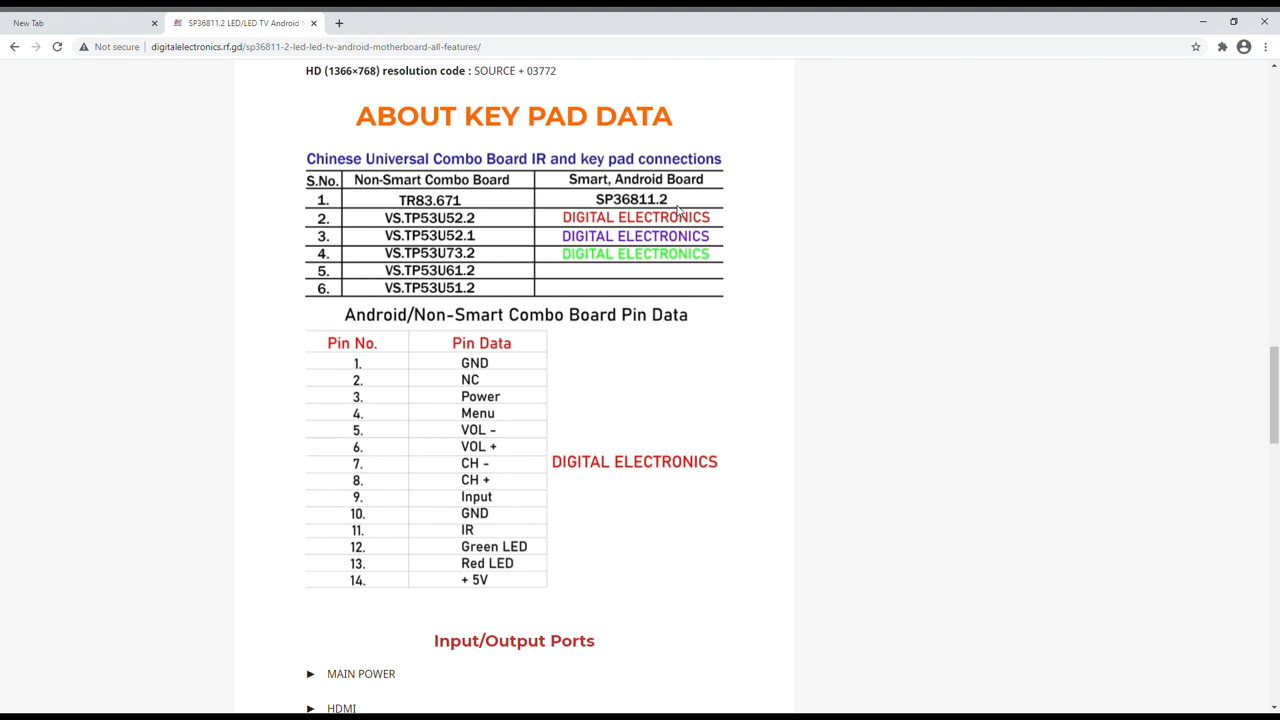 New Tab
SP36811.2 LED/LED TV Android
Not secure
digitalelectronics.rf.gd/sp36811-2-led-led-tv-android-motherboard-all-features/
HD (1366×768) resolution code : SOURCE + 03772
ABOUT KEY PAD DATA
Chinese Universal Combo Board IR and key pad connections
S.No. Non-Smart Combo Board Smart, Android Board
1. TR83.671 SP36811.2
2. VS.TP53U52.2 DIGITAL ELECTRONICS
3. VS.TP53U52.1 DIGITAL ELECTRONICS
4. VS.TP53U73.2 DIGITAL ELECTRONICS
5. VS.TP53U61.2
6. VS.TP53U51.2
Android/Non-Smart Combo Board Pin Data
Pin No. Pin Data
1. GND
2. NC
3. Power
4. Menu
5. VOL -
6. VOL +
7. CH -
DIGITAL ELECTRONICS
8. CH +
9. Input
10. GND
11. IR
12. Green LED
13. Red LED
14. + 5V
Input/Output Ports
► MAIN POWER
► HDMI